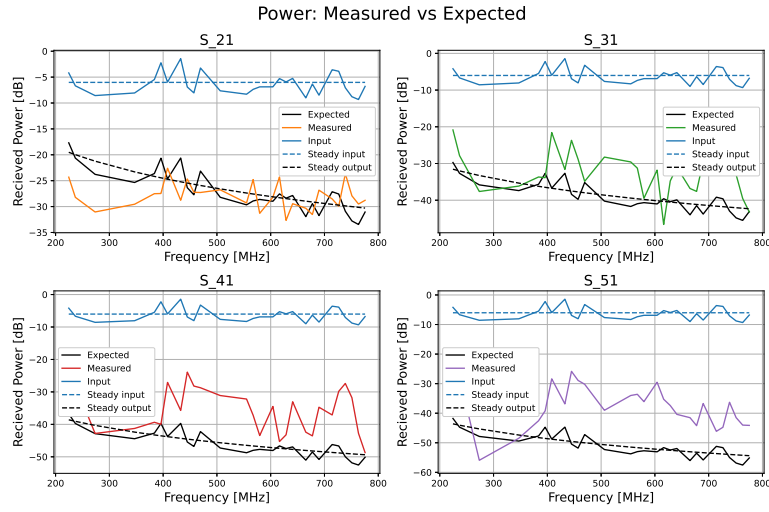 Power: Measured vs Expected
S_21
Recieved Power [dB]
0
−5
−10
−15
−20
−25
−30
−35
Expected
Measured
Input
Steady input
Steady output
200 300 400 500 600 700 800
Frequency [MHz]
S_31
Recieved Power [dB]
0
−10
−20
−30
−40
Expected
Measured
Input
Steady input
Steady output
200 300 400 500 600 700 800
Frequency [MHz]
S_41
Recieved Power [dB]
0
−10
−20
−30
−40
−50
Expected
Measured
Input
Steady input
Steady output
200 300 400 500 600 700 800
Frequency [MHz]
S_51
Recieved Power [dB]
0
−10
−20
−30
−40
−50
−60
Expected
Measured
Input
Steady input
Steady output
200 300 400 500 600 700 800
Frequency [MHz]